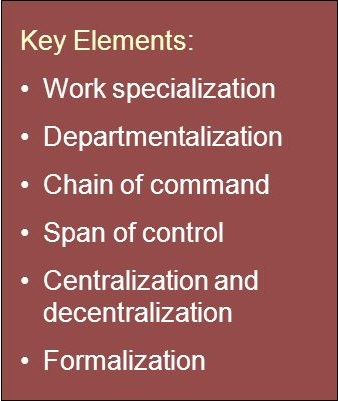 Key Elements:
• Work specialization
• Departmentalization
• Chain of command
• Span of control
• Centralization and
decentralization
• Formalization